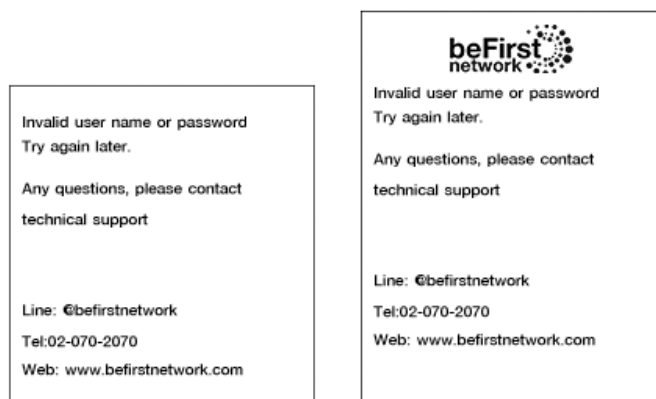 Invalid user name or password
Try again later.
Any questions, please contact
technical support
Line: @befirstnetwork
Tel:02-070-2070
Web: www.befirstnetwork.com
beFirst
network
Invalid user name or password
Try again later.
Any questions, please contact
technical support
Line: @befirstnetwork
Tel:02-070-2070
Web: www.befirstnetwork.com